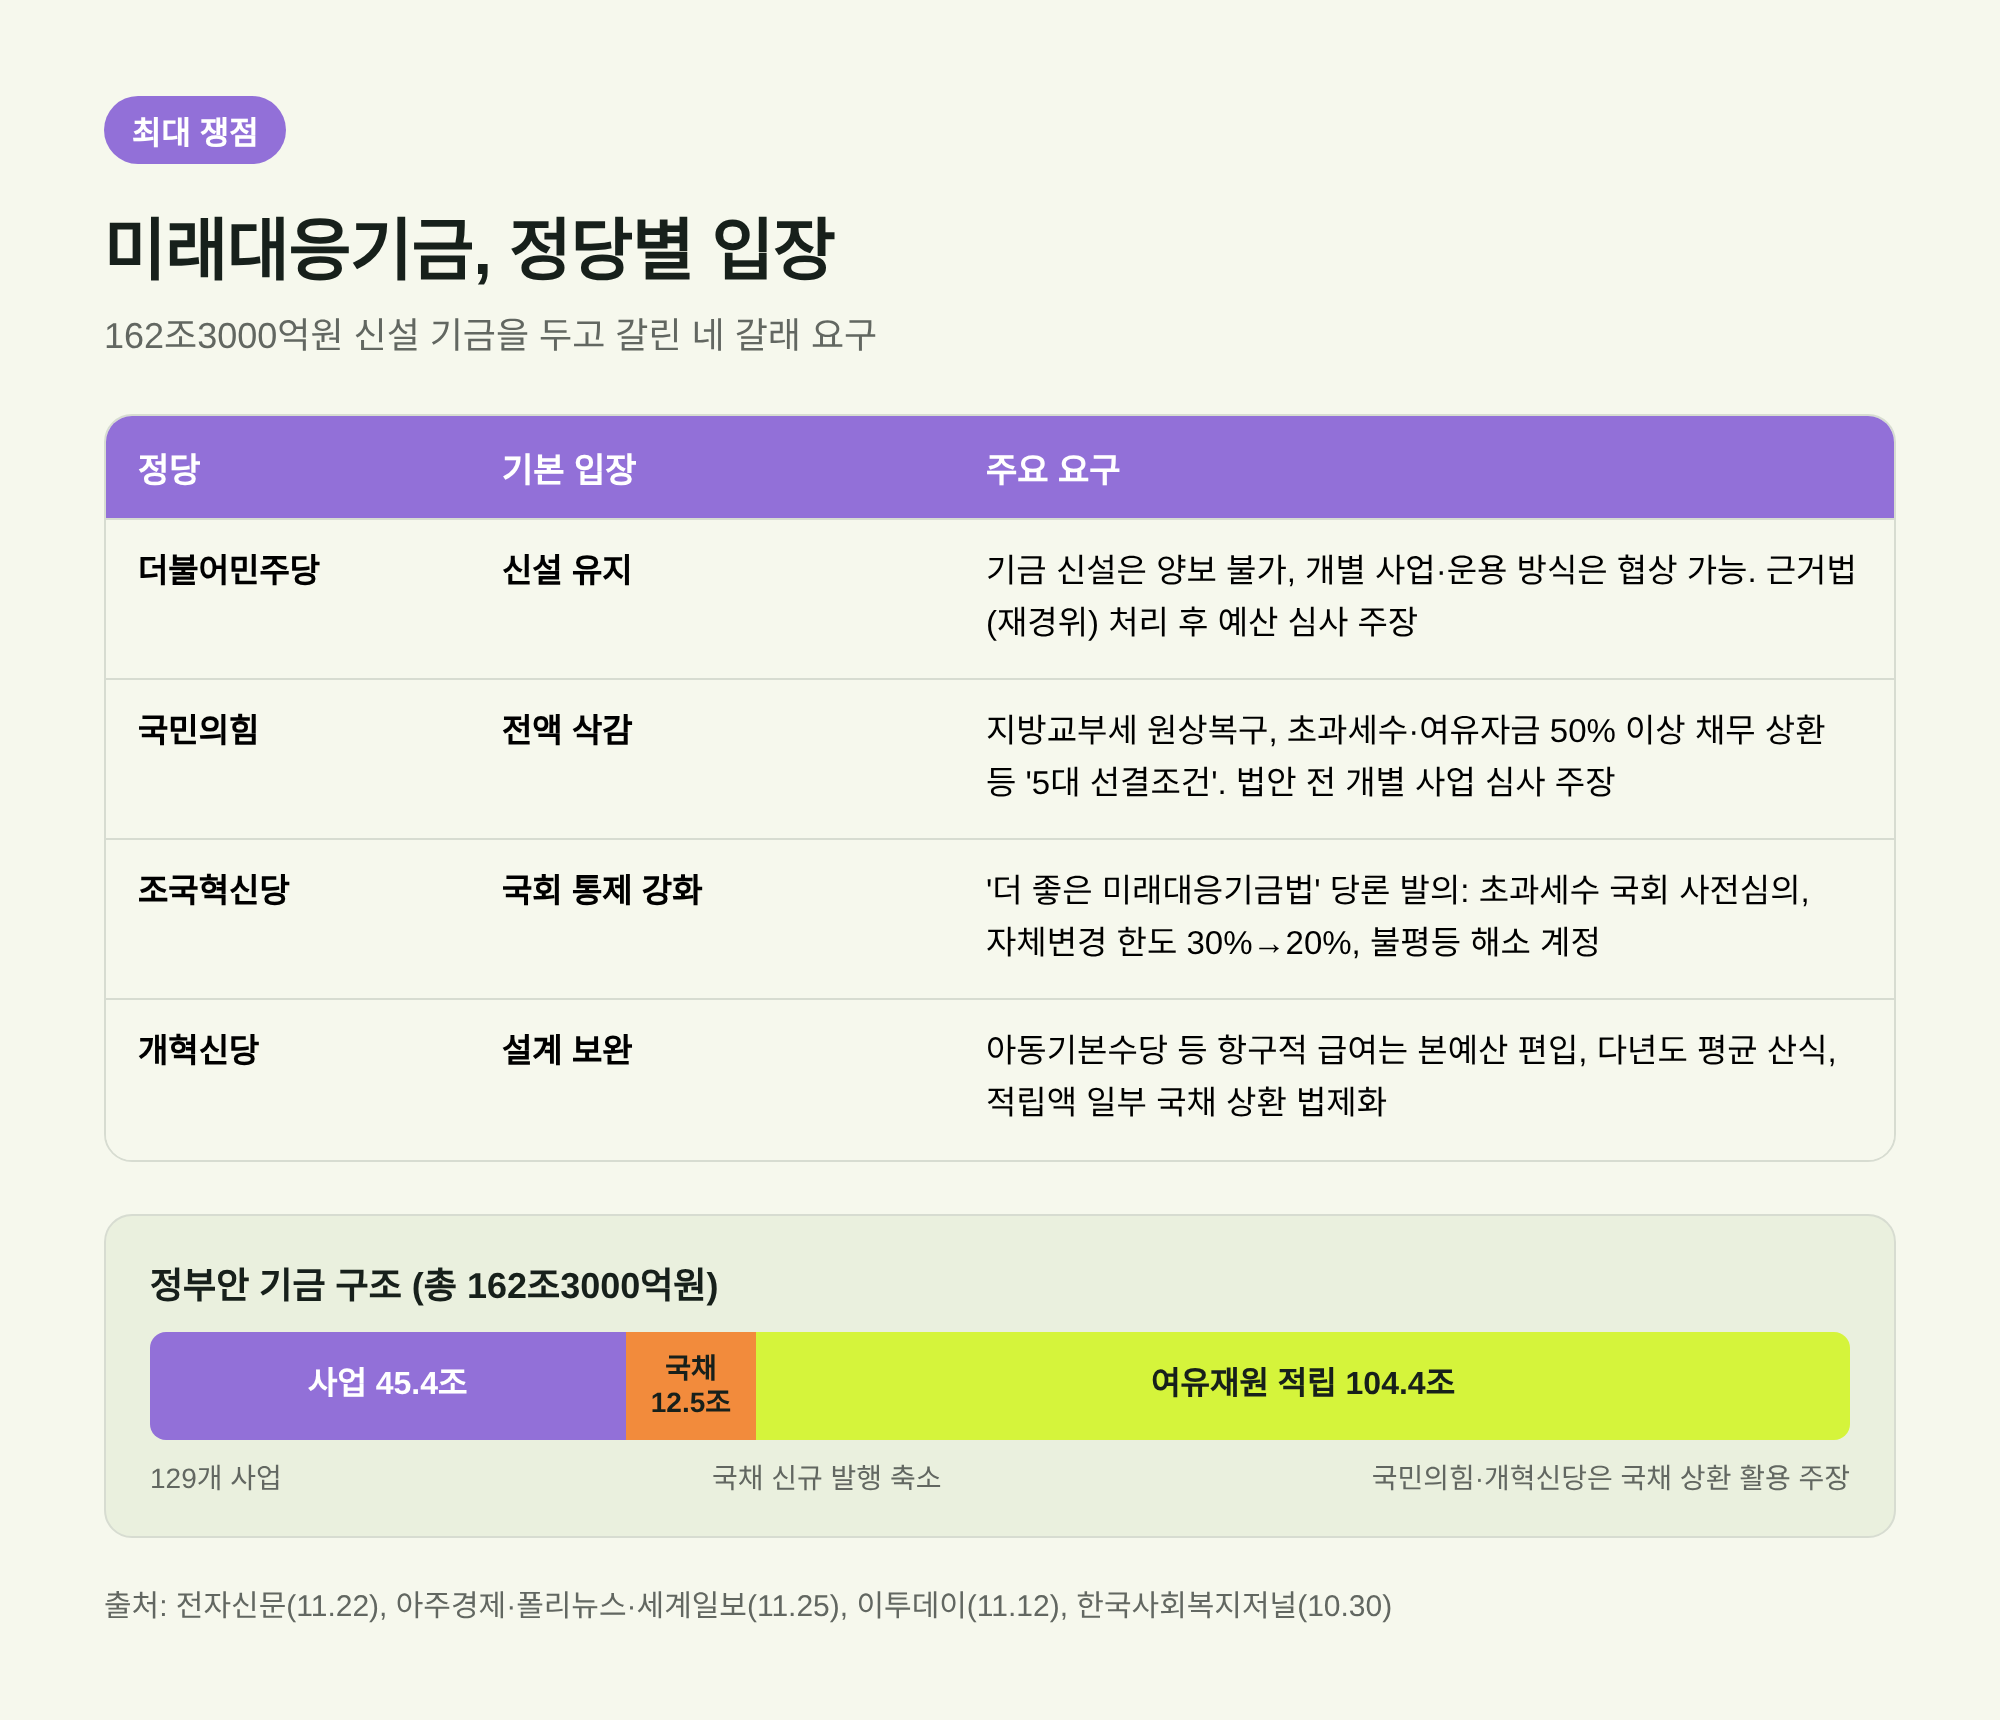 최대 쟁점
미래대응기금, 정당별 입장
162조3000억원 신설 기금을 두고 갈린 네 갈래 요구
정당 기본 입장 주요 요구
더불어민주당 신설 유지 기금 신설은 양보 불가, 개별 사업·운용 방식은 협상 가능. 근거법
(재경위) 처리 후 예산 심사 주장
국민의힘 전액 삭감 지방교부세 원상복구, 초과세수·여유자금 50% 이상 채무 상환
등 '5대 선결조건'. 법안 전 개별 사업 심사 주장
조국혁신당 국회 통제 강화 '더 좋은 미래대응기금법' 당론 발의: 초과세수 국회 사전심의,
자체변경 한도 30%→20%, 불평등 해소 계정
개혁신당 설계 보완 아동기본수당 등 항구적 급여는 본예산 편입, 다년도 평균 산식,
적립액 일부 국채 상환 법제화
정부안 기금 구조 (총 162조3000억원)
사업 45.4조
국채
12.5조
여유재원 적립 104.4조
129개 사업 국채 신규 발행 축소 국민의힘·개혁신당은 국채 상환 활용 주장
출처: 전자신문(11.22), 아주경제·폴리뉴스·세계일보(11.25), 이투데이(11.12), 한국사회복지저널(10.30)